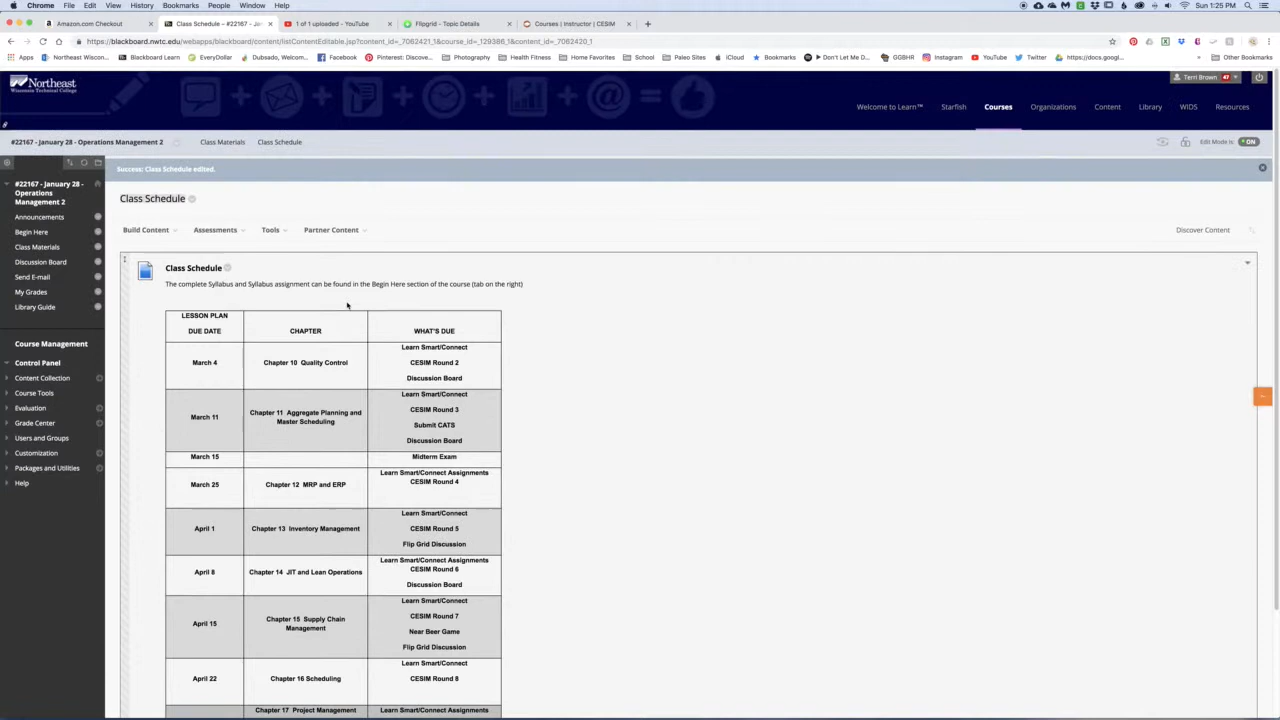 Chrome File Edit View History Bookmarks People Window Help Sun 1:25 PM
Amazon.com Checkout Class Schedule – #22167 - Ja 1 of 1 uploaded - YouTube Flipgrid - Topic Details Courses | Instructor | CESIM
https://blackboard.nwtc.edu/webapps/blackboard/content/listContentEditable.jsp?content_id=_7062421_1&course_id=_129386_1&content_id=_7062420_1
Apps Northeast Wiscon... Blackboard Learn EveryDollar Dubsado, Welcom... Facebook Pinterest: Discove... Photography Health Fitness Home Favorites School Paleo Sites iCloud Bookmarks Don't Let Me D... GGBHR Instagram YouTube Twitter https://docs.googl... Other Bookmarks
Northeast
Wisconsin Technical College
Terri Brown 47
Welcome to Learn™ Starfish Courses Organizations Content Library WIDS Resources
#22167 - January 28 - Operations Management 2 Class Materials Class Schedule Edit Mode is: ON
#22167 - January 28 -
Operations
Management 2
Announcements
Begin Here
Class Materials
Discussion Board
Send E-mail
My Grades
Library Guide
Course Management
Control Panel
Content Collection
Course Tools
Evaluation
Grade Center
Users and Groups
Customization
Packages and Utilities
Help
Success: Class Schedule edited.
Class Schedule
Build Content Assessments Tools Partner Content Discover Content
Class Schedule
The complete Syllabus and Syllabus assignment can be found in the Begin Here section of the course (tab on the right)
LESSON PLAN
DUE DATE CHAPTER WHAT'S DUE
March 4 Chapter 10 Quality Control Learn Smart/Connect
CESIM Round 2
Discussion Board
March 11 Chapter 11 Aggregate Planning and
Master Scheduling
Learn Smart/Connect
CESIM Round 3
Submit CATS
Discussion Board
March 15 Midterm Exam
March 25 Chapter 12 MRP and ERP Learn Smart/Connect Assignments
CESIM Round 4
April 1 Chapter 13 Inventory Management Learn Smart/Connect
CESIM Round 5
Flip Grid Discussion
April 8 Chapter 14 JIT and Lean Operations Learn Smart/Connect Assignments
CESIM Round 6
Discussion Board
April 15 Chapter 15 Supply Chain
Management
Learn Smart/Connect
CESIM Round 7
Near Beer Game
Flip Grid Discussion
April 22 Chapter 16 Scheduling Learn Smart/Connect
CESIM Round 8
Chapter 17 Project Management Learn Smart/Connect Assignments